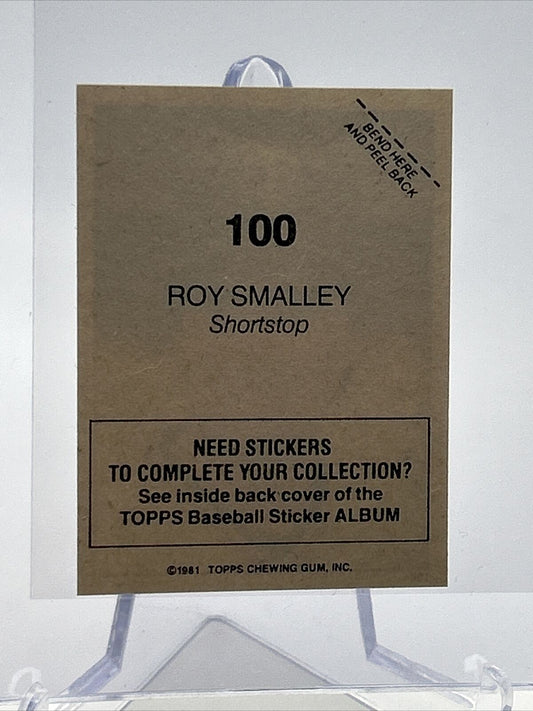 BEND HERE
AND PEEL BACK
100
ROY SMALLEY
Shortstop
NEED STICKERS
TO COMPLETE YOUR COLLECTION?
See inside back cover of the
TOPPS Baseball Sticker ALBUM
©1981 TOPPS CHEWING GUM, INC.